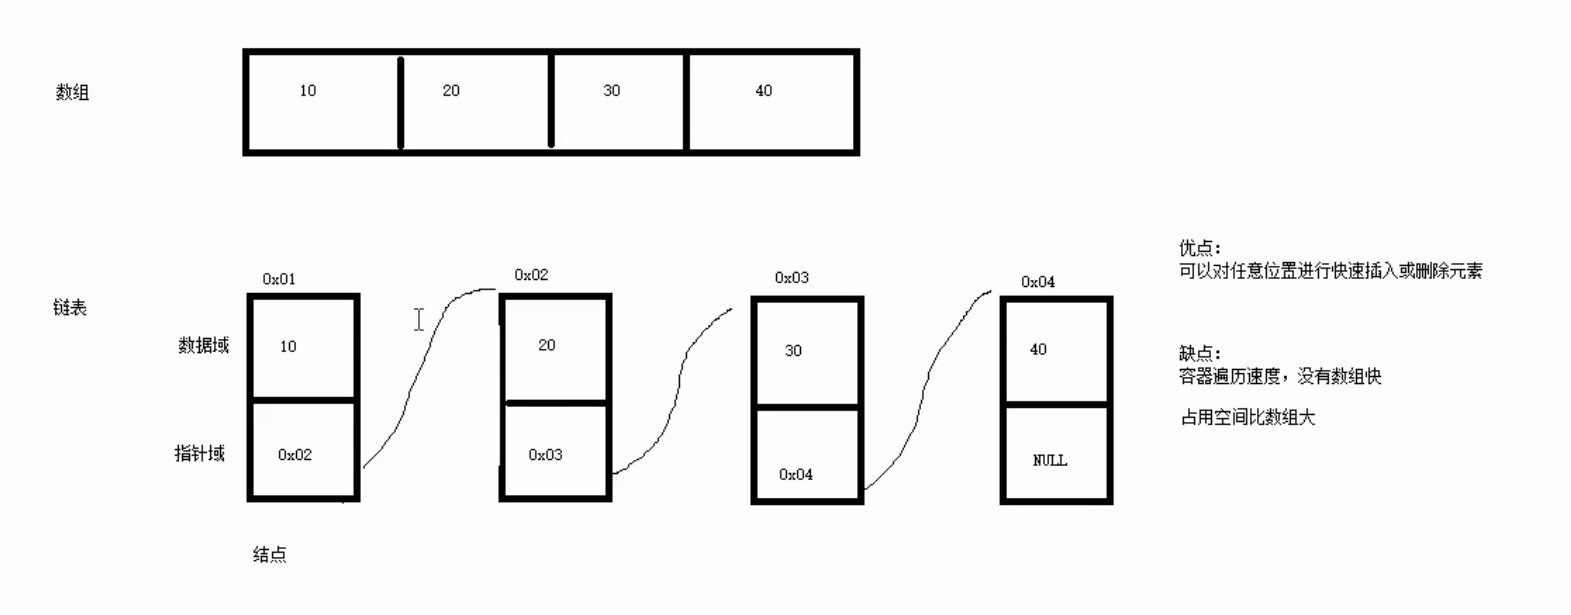 数组
10
20
30
40
链表
0x01
0x02
0x03
0x04
数据域
10
20
30
40
指针域
0x02
0x03
0x04
NULL
结点
优点:
可以对任意位置进行快速插入或删除元素
缺点:
容器遍历速度，没有数组快
占用空间比数组大